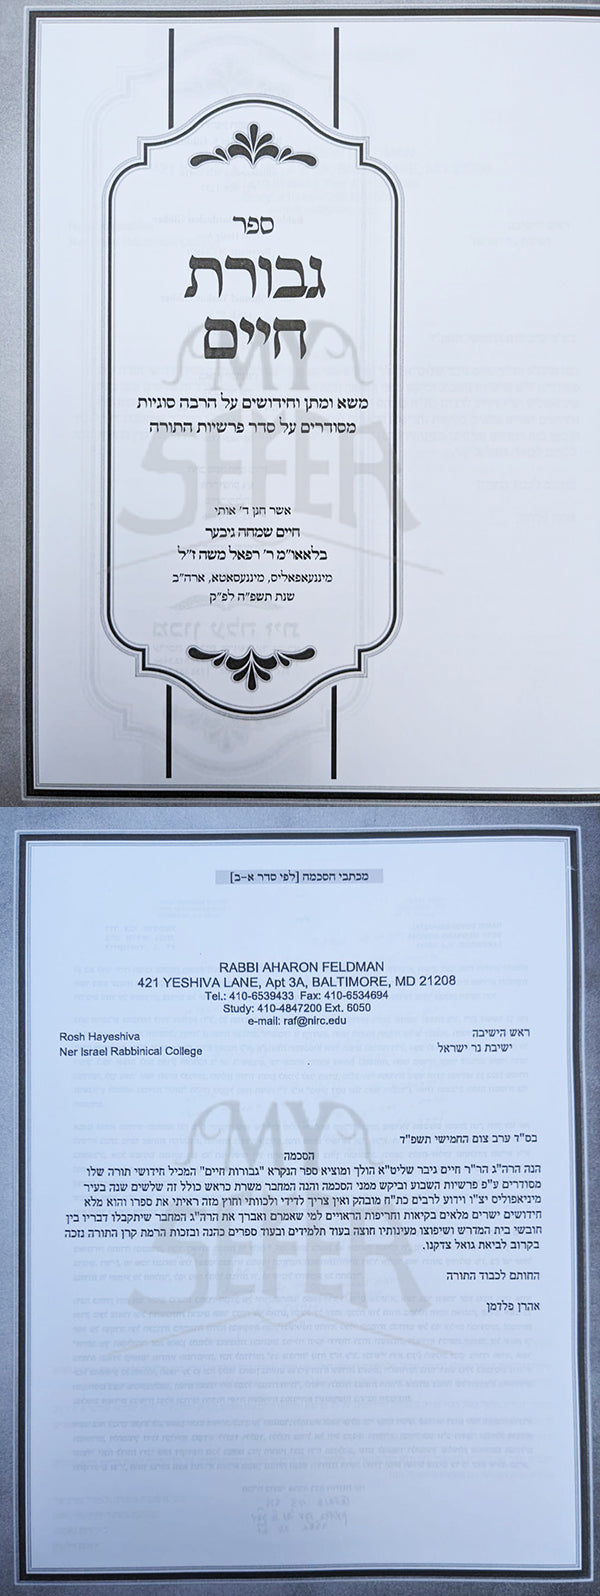 ספר
גבורת
חיים
משא ומתן וחידושים על הרבה סוגיות
מסודרים על סדר פרשיות התורה
אשר חנן ד' אותי
חיים שמחה גיבער
בלאאו"מ ר' רפאל משה ז"ל
מיננעאפאליס, מיננעסאטא, ארה"ב
שנת תשפ"ה לפ"ק
MY
SEFER
מכתבי הסכמה [לפי סדר א-ב]
RABBI AHARON FELDMAN
421 YESHIVA LANE, Apt 3A, BALTIMORE, MD 21208
Tel.: 410-6539433 Fax: 410-6534694
Study: 410-4847200 Ext. 6050
e-mail: raf@nirc.edu
Rosh Hayeshiva ראש הישיבה
Ner Israel Rabbinical College ישיבת נר ישראל
בס"ד ערב צום החמישי תשפ"ד
הסכמה
הנה הרה"ג הר"ר חיים גיבר שליט"א הולך ומוציא ספר הנקרא "גבורות חיים" המכיל חידושי תורה שלו
מסודרים ע"פ פרשיות השבוע וביקש ממני הסכמה והנה המחבר משרת כראש כולל זה שלשים שנה בעיר
מיניאפוליס יצ"ו וידוע לרבים כת"ח מובהק ואין צריך לדידי ולכוותי וחוץ מזה ראיתי את ספרו והוא מלא
חידושים ישרים מלאים בקיאות וחריפות הראויים למי שאמרם ואברך את הרה"ג המחבר שיתקבלו דבריו בין
חובשי בית המדרש ושיפוצו מעינותיו חוצה בעוד תלמידים ובעוד ספרים כהנה ובזכות הרמת קרן התורה נזכה
בקרוב לביאת גואל צדקנו.
החותם לכבוד התורה
אהרן פלדמן
MY
SEFER